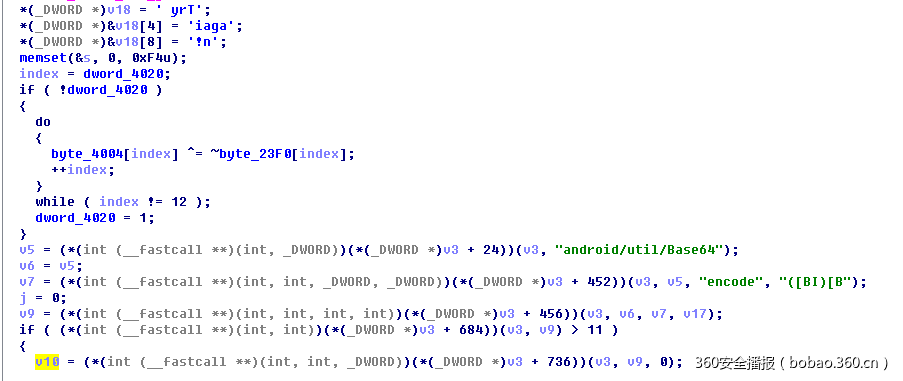 *(_DWORD *)v18 = ' yrT';
*(_DWORD *)&v18[4] = 'iaga';
*(_DWORD *)&v18[8] = '!n';
memset(&s, 0, 0xF4u);
index = dword_4020;
if ( !dword_4020 )
{
do
{
byte_4004[index] ^= ~byte_23F0[index];
++index;
}
while ( index != 12 );
dword_4020 = 1;
}
v5 = (*(int (__fastcall **)(int, _DWORD))(*(_DWORD *)v3 + 24))(v3, "android/util/Base64");
v6 = v5;
v7 = (*(int (__fastcall **)(int, int, _DWORD, _DWORD))(*(_DWORD *)v3 + 452))(v3, v5, "encode", "([BI)[B");
j = 0;
v9 = (*(int (__fastcall **)(int, int, int, int))(*(_DWORD *)v3 + 456))(v3, v6, v7, v17);
if ( (*(int (__fastcall **)(int, int))(*(_DWORD *)v3 + 684))(v3, v9) > 11 )
{
v10 = (*(int (__fastcall **)(int, int, _DWORD))(*(_DWORD *)v3 + 736))(v3, v9, 0);
360安全播报（bobao.360.cn）